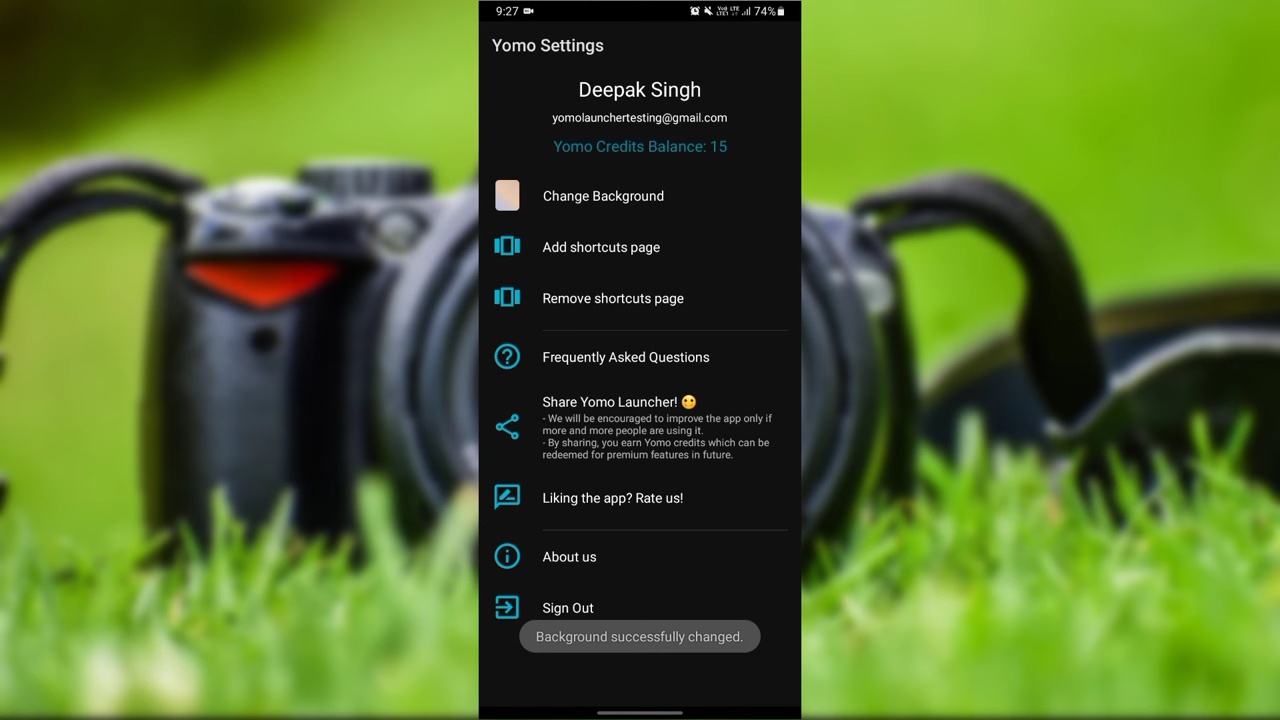 9:27
74%
Yomo Settings
Deepak Singh
yomolaunchertesting@gmail.com
Yomo Credits Balance: 15
Change Background
Add shortcuts page
Remove shortcuts page
Frequently Asked Questions
Share Yomo Launcher! 
- We will be encouraged to improve the app only if
more and more people are using it.
- By sharing, you earn Yomo credits which can be
redeemed for premium features in future.
Liking the app? Rate us!
About us
Sign Out
Background successfully changed.